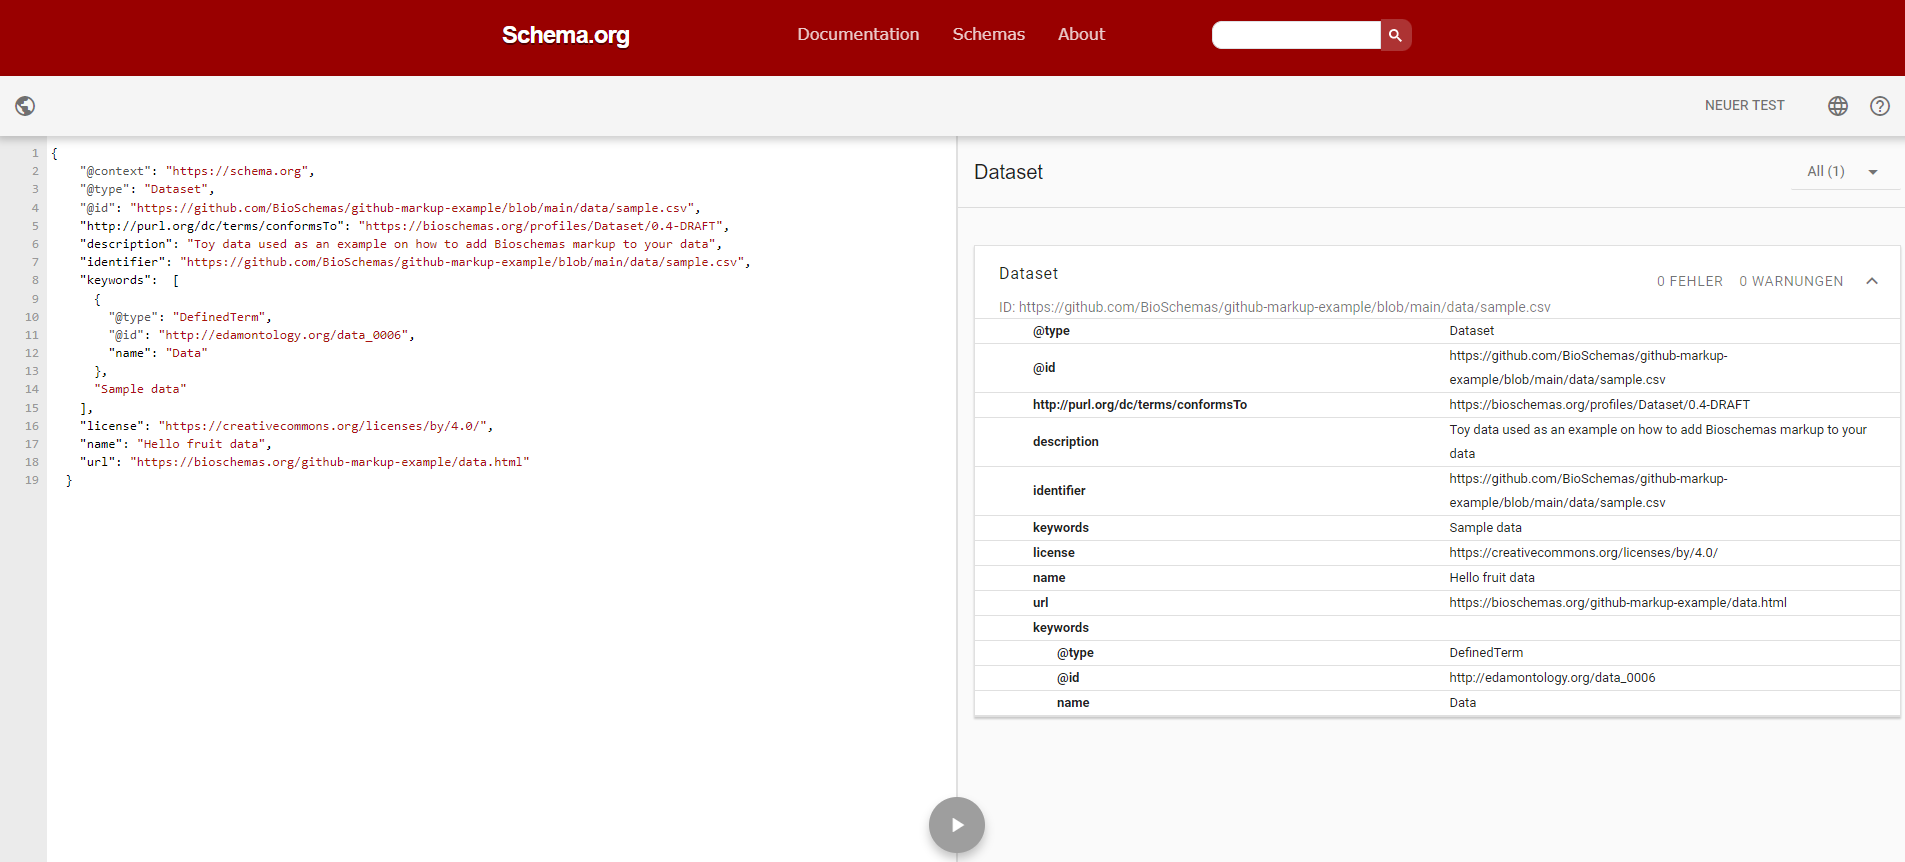 Schema.org
Documentation Schemas About
NEUER TEST
1 {
2 "@context": "https://schema.org",
3 "@type": "Dataset",
4 "@id": "https://github.com/BioSchemas/github-markup-example/blob/main/data/sample.csv",
5 "http://purl.org/dc/terms/conformsTo": "https://bioschemas.org/profiles/Dataset/0.4-DRAFT",
6 "description": "Toy data used as an example on how to add Bioschemas markup to your data",
7 "identifier": "https://github.com/BioSchemas/github-markup-example/blob/main/data/sample.csv",
8 "keywords": [
9 {
10 "@type": "DefinedTerm",
11 "@id": "http://edamontology.org/data_0006",
12 "name": "Data"
13 },
14 "Sample data"
15 ],
16 "license": "https://creativecommons.org/licenses/by/4.0/",
17 "name": "Hello fruit data",
18 "url": "https://bioschemas.org/github-markup-example/data.html"
19 }
Dataset
All (1)
Dataset
0 FEHLER 0 WARNUNGEN
ID: https://github.com/BioSchemas/github-markup-example/blob/main/data/sample.csv
@type Dataset
@id https://github.com/BioSchemas/github-markup-
example/blob/main/data/sample.csv
http://purl.org/dc/terms/conformsTo https://bioschemas.org/profiles/Dataset/0.4-DRAFT
description Toy data used as an example on how to add Bioschemas markup to your
data
identifier https://github.com/BioSchemas/github-markup-
example/blob/main/data/sample.csv
keywords Sample data
license https://creativecommons.org/licenses/by/4.0/
name Hello fruit data
url https://bioschemas.org/github-markup-example/data.html
keywords
@type DefinedTerm
@id http://edamontology.org/data_0006
name Data